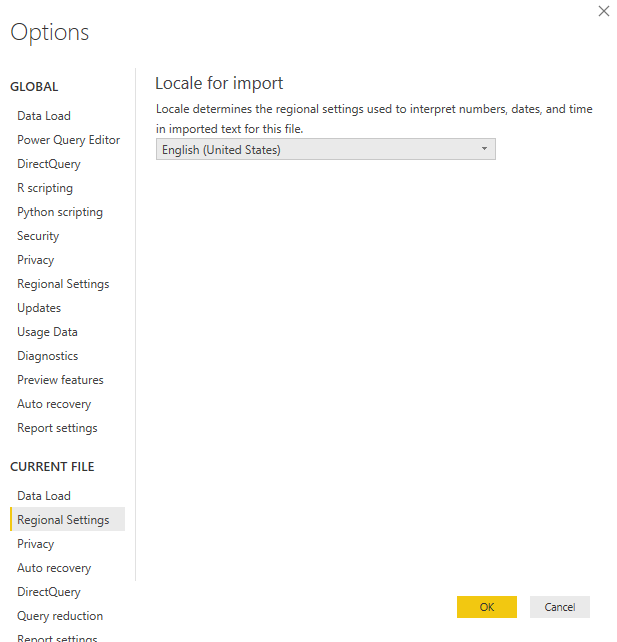 Options
GLOBAL
Data Load
Power Query Editor
DirectQuery
R scripting
Python scripting
Security
Privacy
Regional Settings
Updates
Usage Data
Diagnostics
Preview features
Auto recovery
Report settings
CURRENT FILE
Data Load
Regional Settings
Privacy
Auto recovery
DirectQuery
Query reduction
Report settings
Locale for import
Locale determines the regional settings used to interpret numbers, dates, and time
in imported text for this file.
English (United States)
OK
Cancel